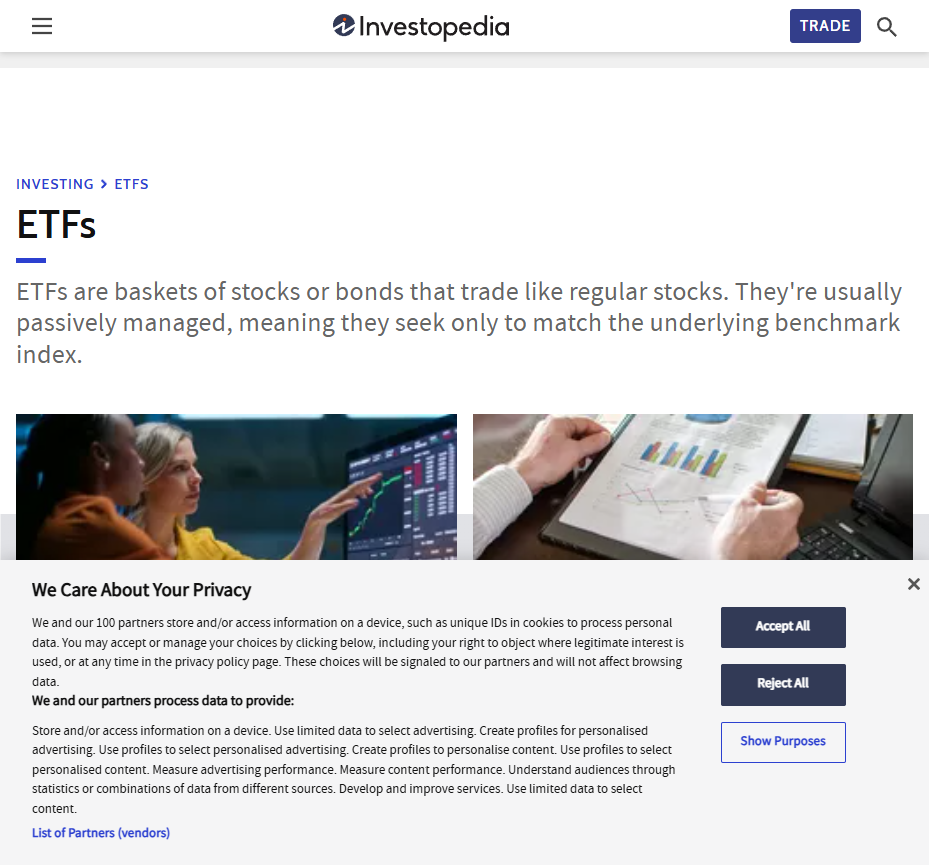 Investopedia
TRADE
INVESTING > ETFS
ETFs
ETFs are baskets of stocks or bonds that trade like regular stocks. They're usually
passively managed, meaning they seek only to match the underlying benchmark
index.
We Care About Your Privacy
We and our 100 partners store and/or access information on a device, such as unique IDs in cookies to process personal
data. You may accept or manage your choices by clicking below, including your right to object where legitimate interest is
used, or at any time in the privacy policy page. These choices will be signaled to our partners and will not affect browsing
data.
We and our partners process data to provide:
Store and/or access information on a device. Use limited data to select advertising. Create profiles for personalised
advertising. Use profiles to select personalised advertising. Create profiles to personalise content. Use profiles to select
personalised content. Measure advertising performance. Measure content performance. Understand audiences through
statistics or combinations of data from different sources. Develop and improve services. Use limited data to select
content.
List of Partners (vendors)
Accept All
Reject All
Show Purposes